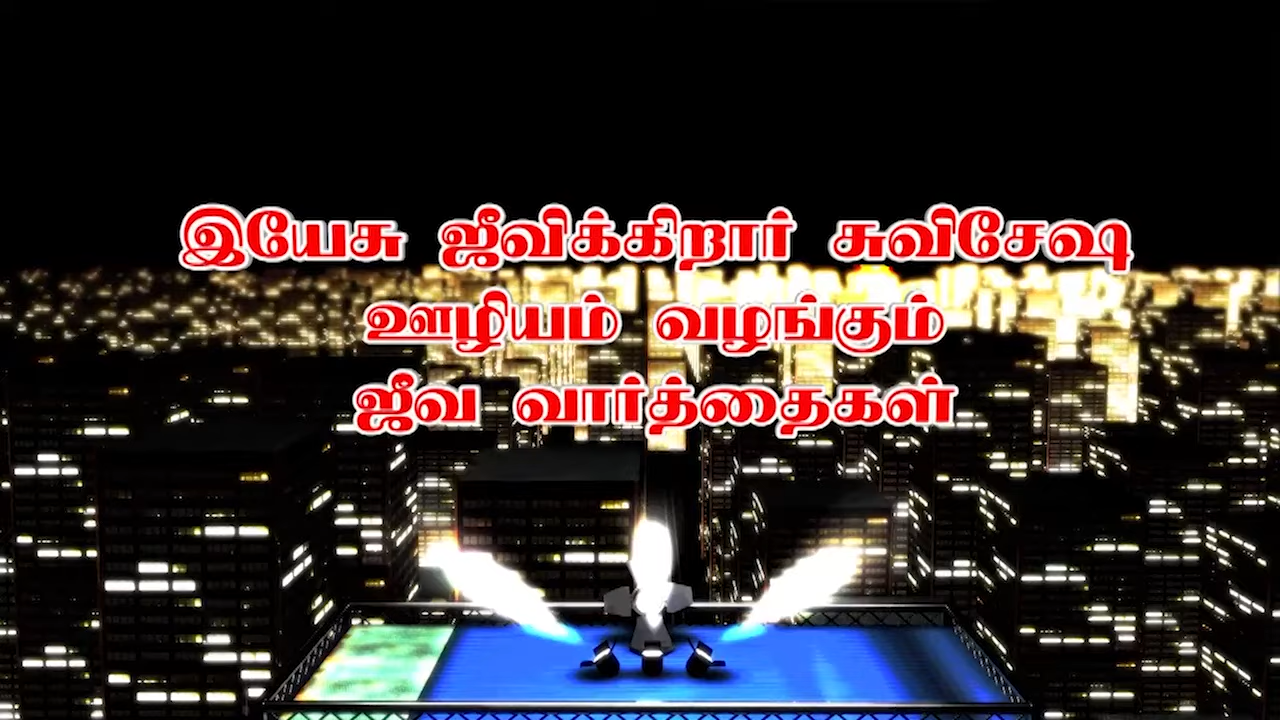 இயேசு ஜீவிக்கிறார் சுவிசேஷ
ஊழியம் வழங்கும்
ஜீவ வார்த்தைகள்